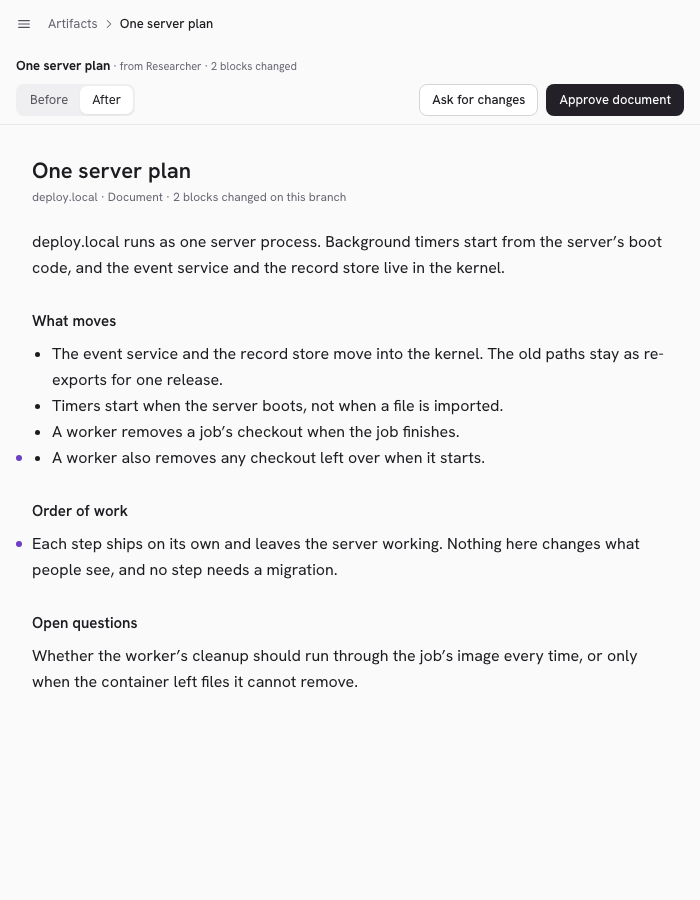 Artifacts > One server plan
One server plan · from Researcher · 2 blocks changed
Before After Ask for changes Approve document
One server plan
deploy.local · Document · 2 blocks changed on this branch
deploy.local runs as one server process. Background timers start from the server’s boot
code, and the event service and the record store live in the kernel.
What moves
• The event service and the record store move into the kernel. The old paths stay as re-
exports for one release.
• Timers start when the server boots, not when a file is imported.
• A worker removes a job’s checkout when the job finishes.
• A worker also removes any checkout left over when it starts.
Order of work
Each step ships on its own and leaves the server working. Nothing here changes what
people see, and no step needs a migration.
Open questions
Whether the worker’s cleanup should run through the job’s image every time, or only
when the container left files it cannot remove.